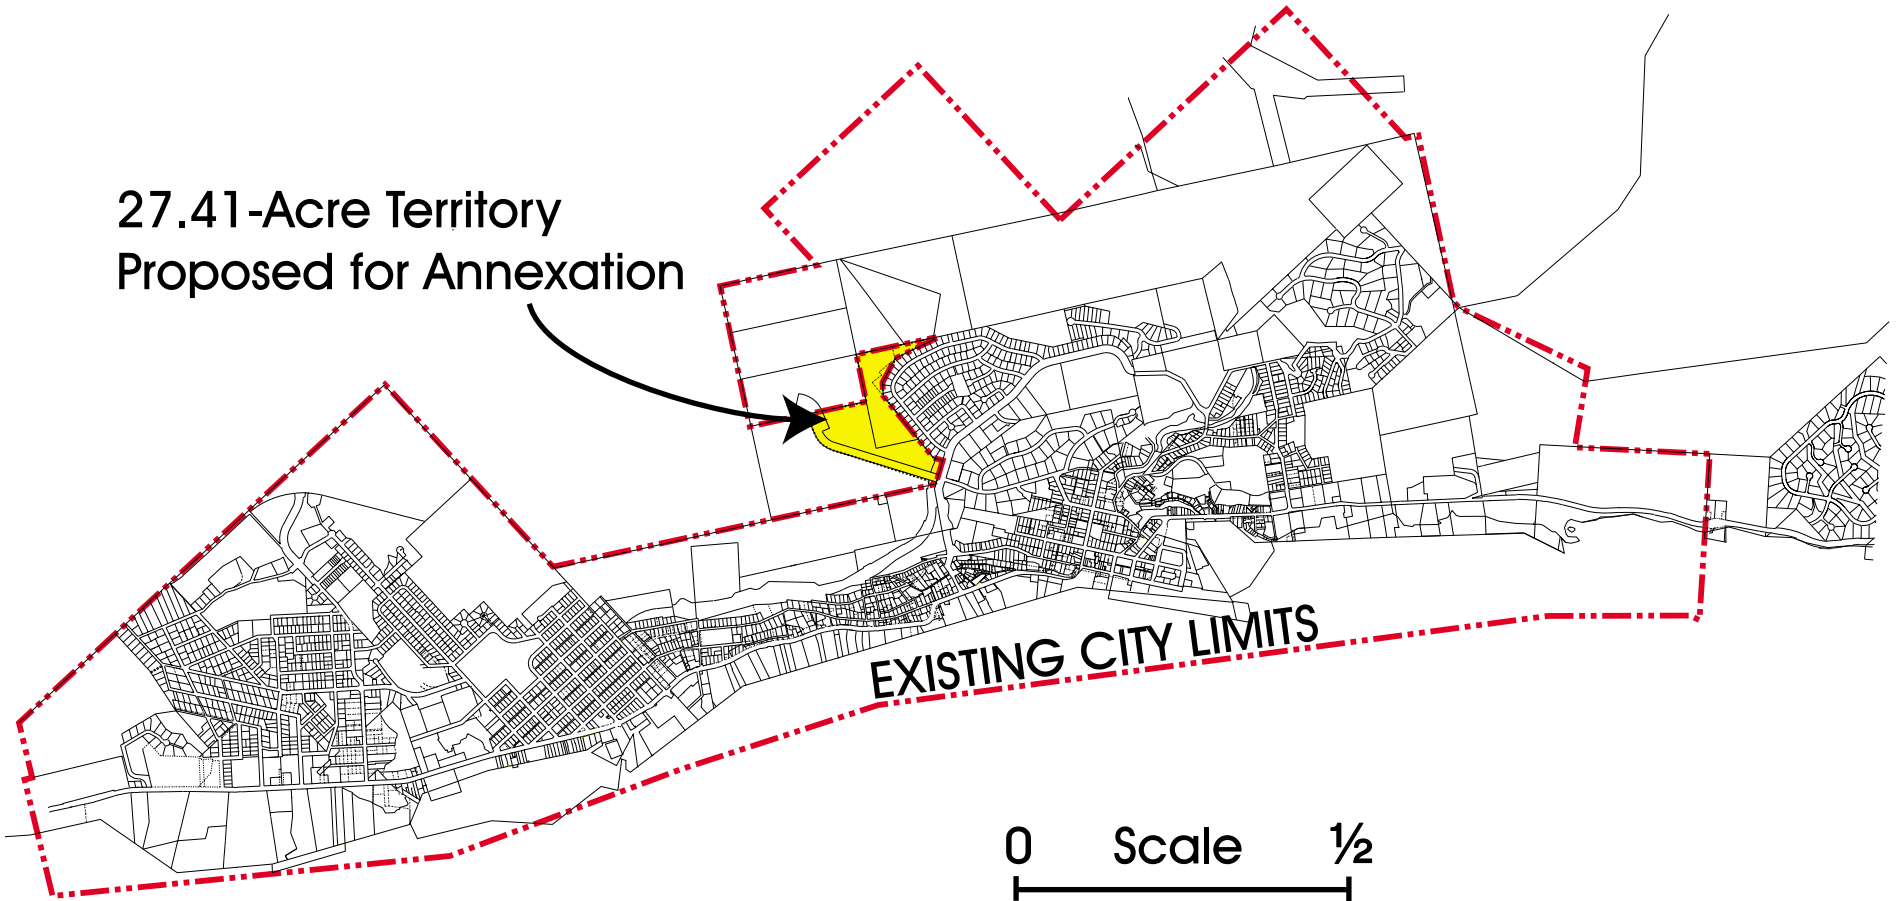 27.41-Acre Territory
Proposed for Annexation
EXISTING CITY LIMITS
0 Scale ½